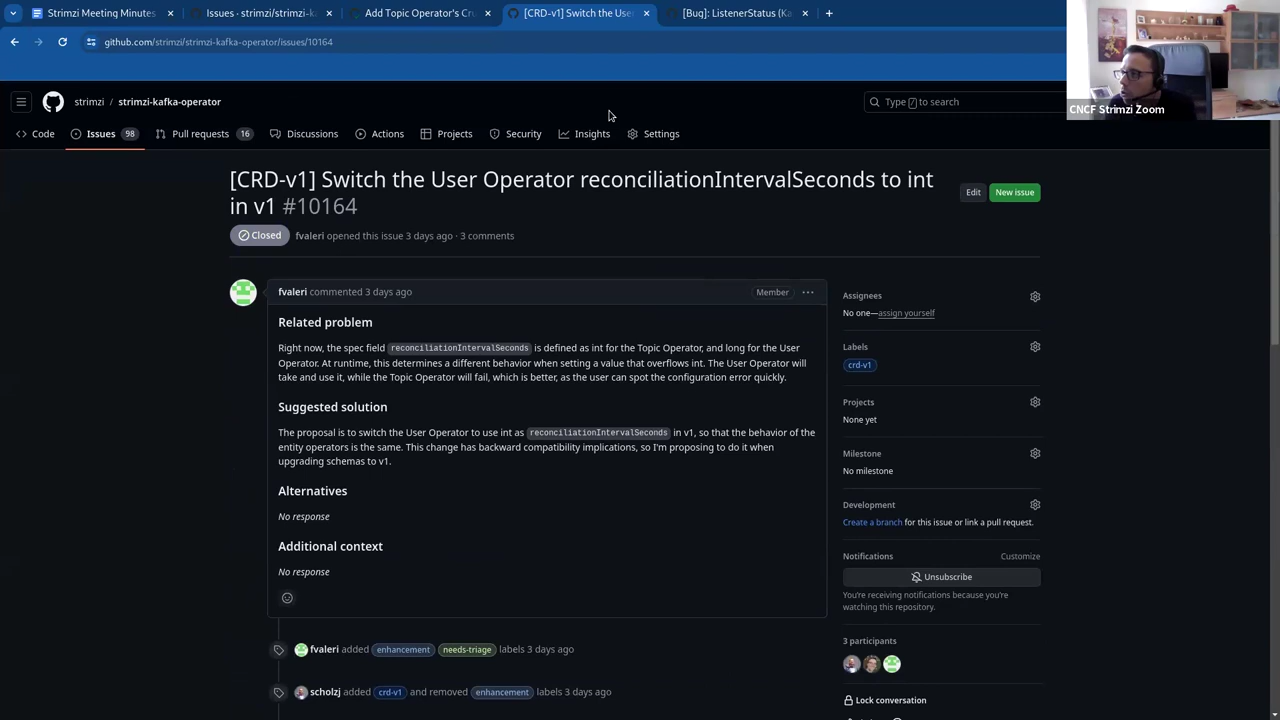 Strimzi Meeting Minutes
Issues · strimzi/strimzi-k
Add Topic Operator's Cru
[CRD-v1] Switch the User
[Bug]: ListenerStatus (Ka
github.com/strimzi/strimzi-kafka-operator/issues/10164
CNCF Strimzi Zoom
strimzi / strimzi-kafka-operator
Type / to search
Code
Issues 98
Pull requests 16
Discussions
Actions
Projects
Security
Insights
Settings
[CRD-v1] Switch the User Operator reconciliationIntervalSeconds to int
in v1 #10164
Edit
New issue
Closed
fvaleri opened this issue 3 days ago · 3 comments
fvaleri commented 3 days ago
Member
Related problem
Right now, the spec field reconciliationIntervalSeconds is defined as int for the Topic Operator, and long for the User
Operator. At runtime, this determines a different behavior when setting a value that overflows int. The User Operator will
take and use it, while the Topic Operator will fail, which is better, as the user can spot the configuration error quickly.
Suggested solution
The proposal is to switch the User Operator to use int as reconciliationIntervalSeconds in v1, so that the behavior of the
entity operators is the same. This change has backward compatibility implications, so I'm proposing to do it when
upgrading schemas to v1.
Alternatives
No response
Additional context
No response
fvaleri added enhancement needs-triage labels 3 days ago
scholzj added crd-v1 and removed enhancement labels 3 days ago
Assignees
No one—assign yourself
Labels
crd-v1
Projects
None yet
Milestone
No milestone
Development
Create a branch for this issue or link a pull request.
Notifications
Customize
Unsubscribe
You're receiving notifications because you're
watching this repository.
3 participants
Lock conversation